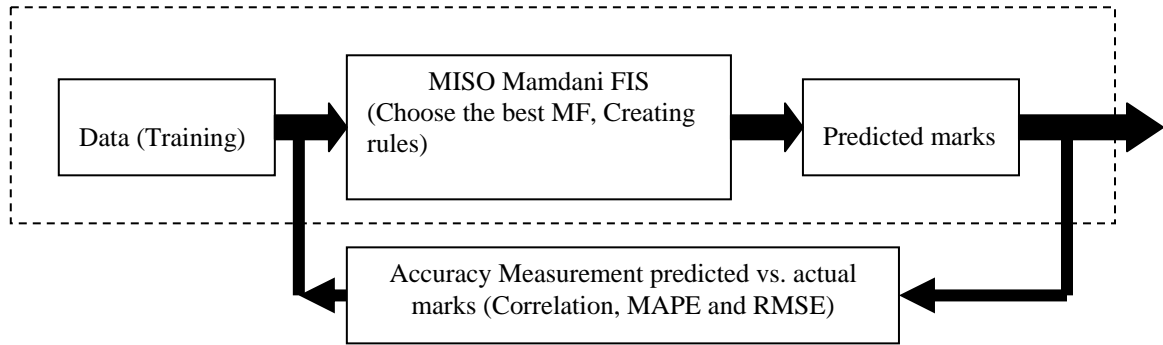 MISO Mamdani FIS
(Choose the best MF, Creating
rules)
Data (Training)
Predicted marks
Accuracy Measurement predicted vs. actual
marks (Correlation, MAPE and RMSE)